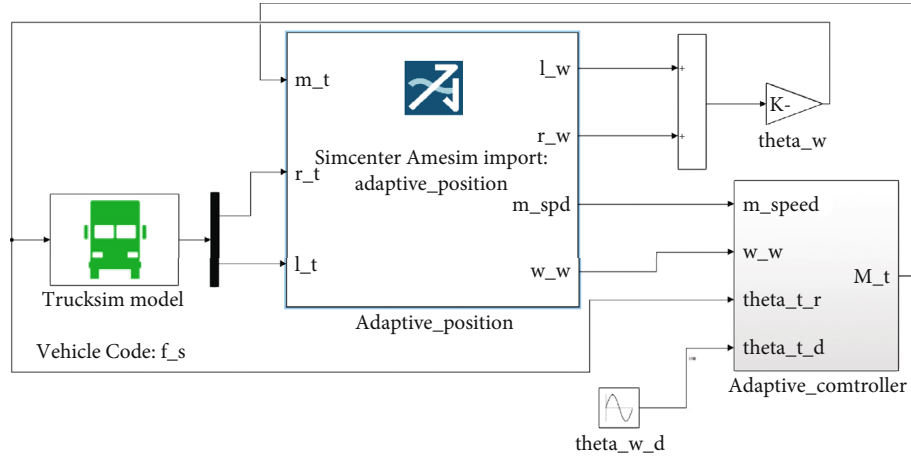 m_t
r_t
l_t
Simcenter Amesim import:
adaptive_position
l_w
r_w
m_spd
w_w
Adaptive_position
+
+
K-
theta_w
Trucksim model
Vehicle Code: f_s
m_speed
w_w
theta_t_r
theta_t_d
M_t
Adaptive_comtroller
theta_w_d